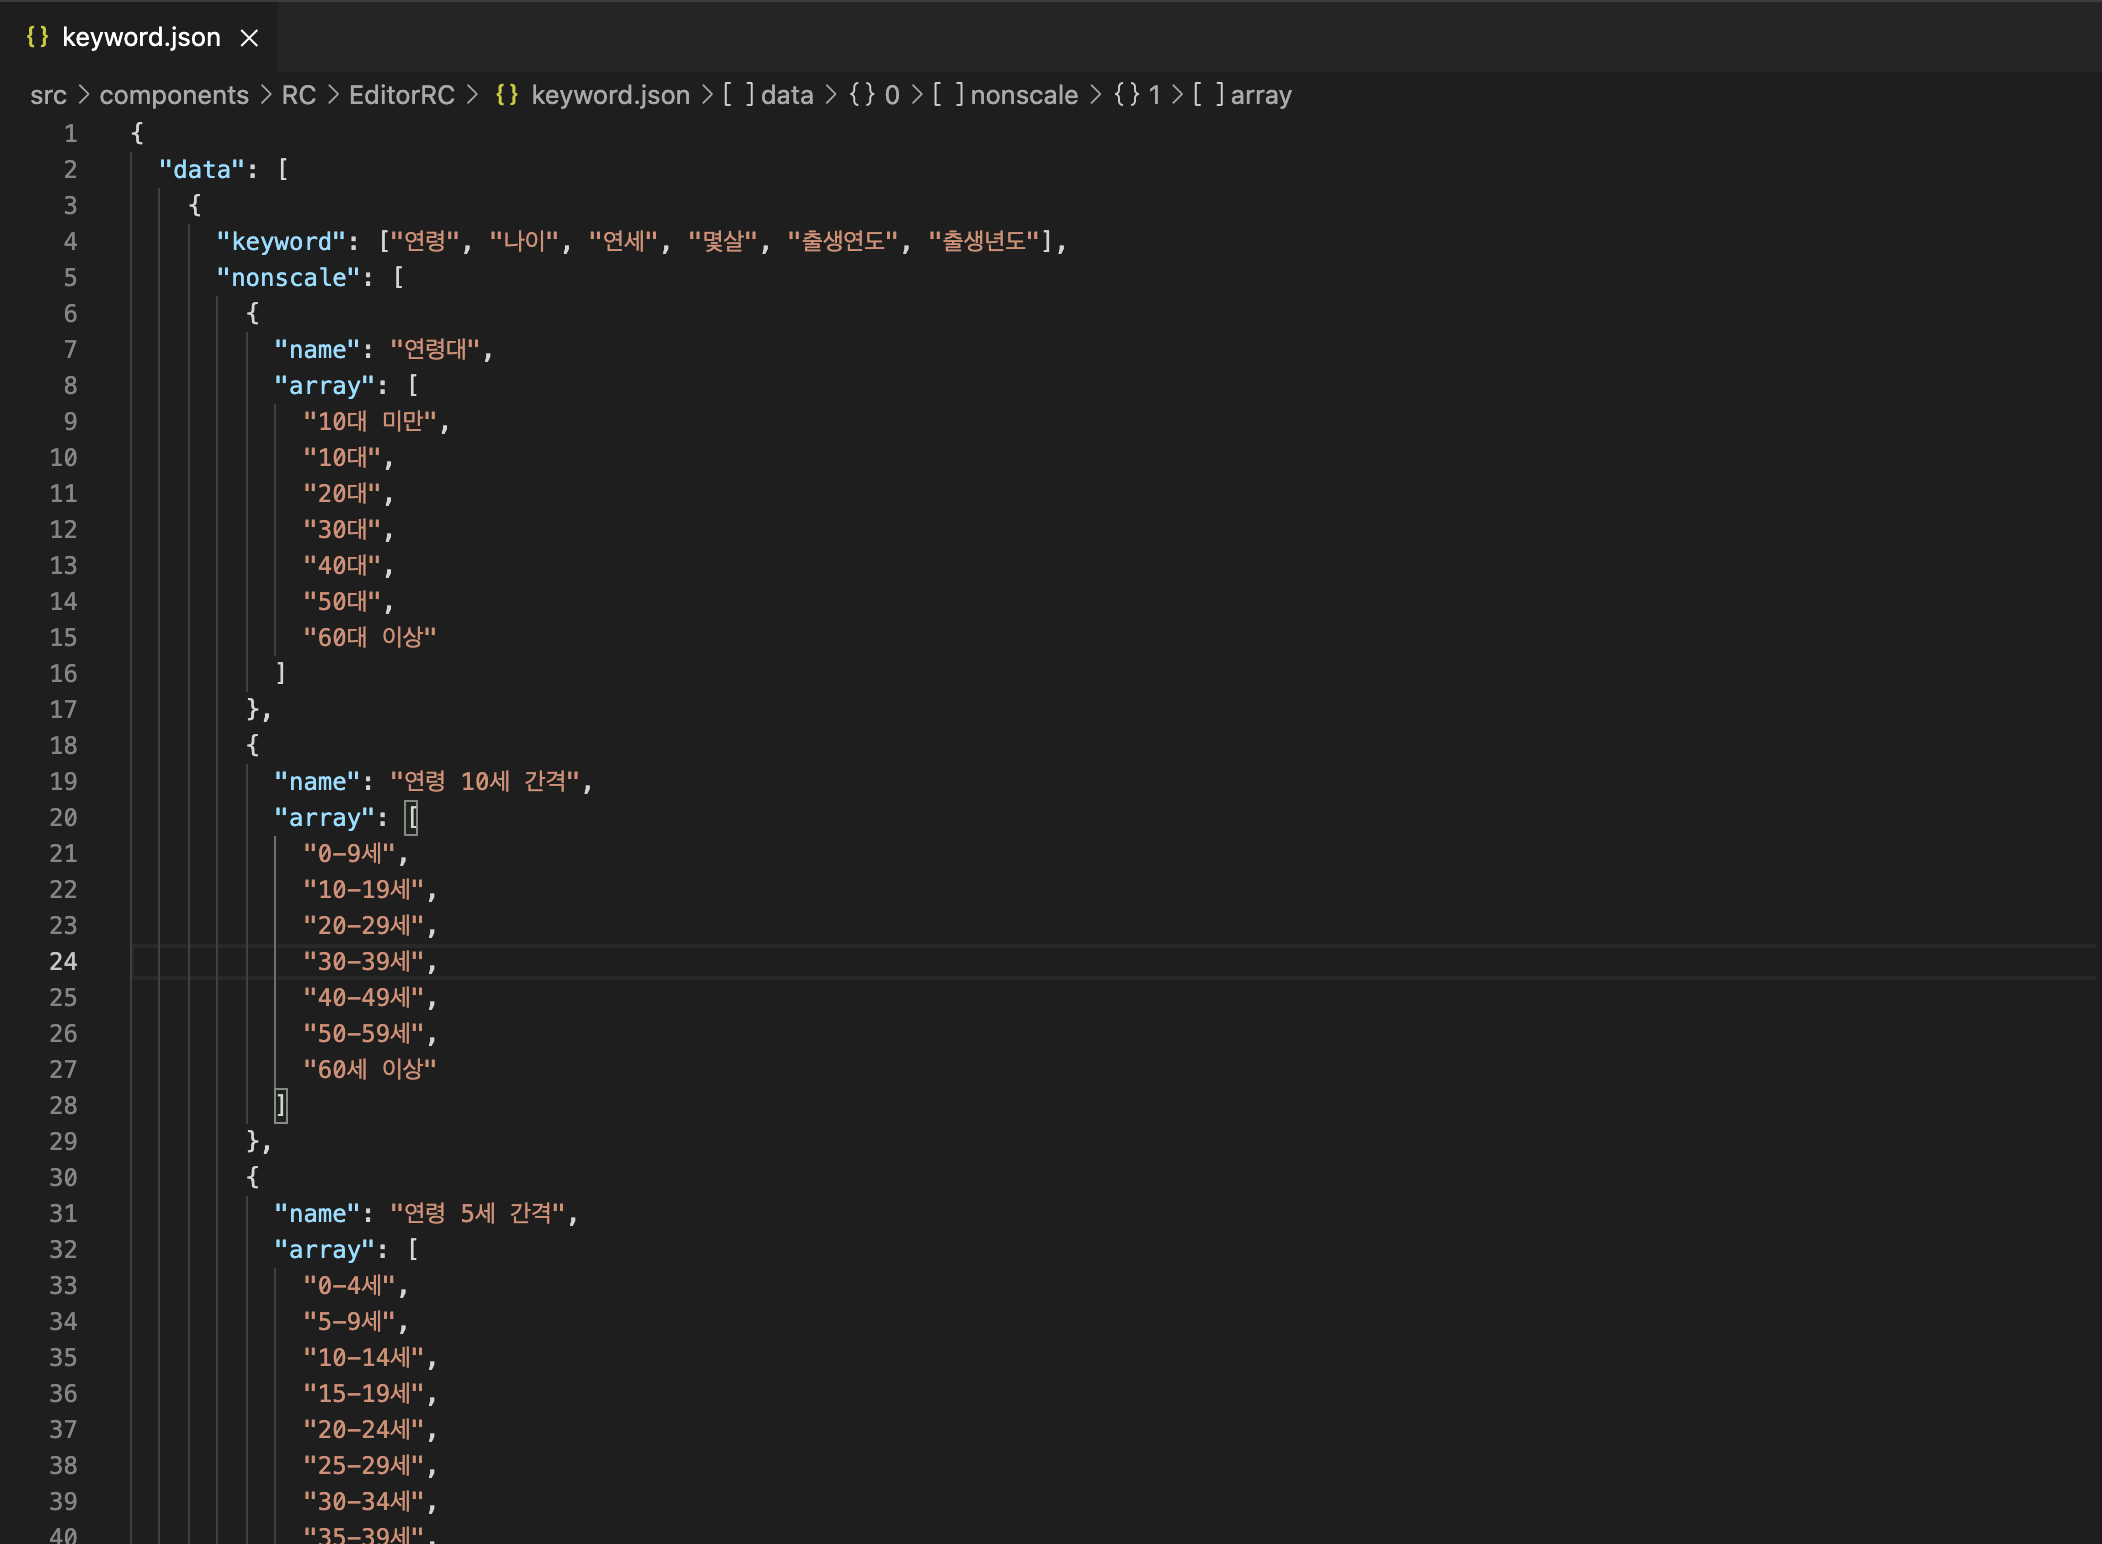 {} keyword.json ×
src > components > RC > EditorRC > {} keyword.json > [ ] data > {} 0 > [ ] nonscale > {} 1 > [ ] array
1 {
2 "data": [
3 {
4 "keyword": ["연령", "나이", "연세", "몇살", "출생연도", "출생년도"],
5 "nonscale": [
6 {
7 "name": "연령대",
8 "array": [
9 "10대 미만",
10 "10대",
11 "20대",
12 "30대",
13 "40대",
14 "50대",
15 "60대 이상"
16 ]
17 },
18 {
19 "name": "연령 10세 간격",
20 "array": [
21 "0-9세",
22 "10-19세",
23 "20-29세",
24 "30-39세",
25 "40-49세",
26 "50-59세",
27 "60세 이상"
28 ]
29 },
30 {
31 "name": "연령 5세 간격",
32 "array": [
33 "0-4세",
34 "5-9세",
35 "10-14세",
36 "15-19세",
37 "20-24세",
38 "25-29세",
39 "30-34세",
40 "35-39세",